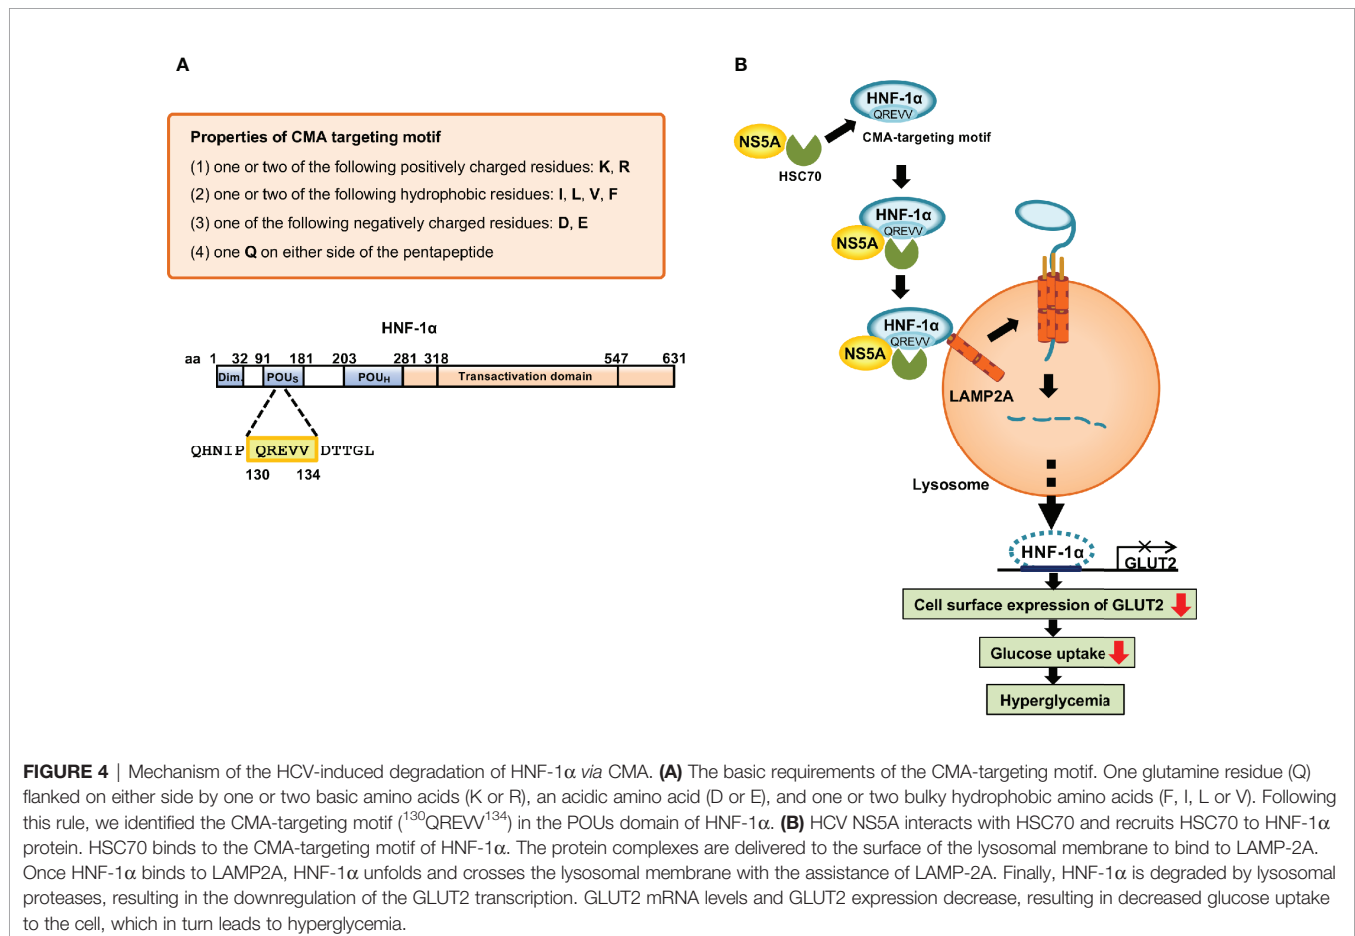 A
Properties of CMA targeting motif
(1) one or two of the following positively charged residues: K, R
(2) one or two of the following hydrophobic residues: I, L, V, F
(3) one of the following negatively charged residues: D, E
(4) one Q on either side of the pentapeptide
HNF-1α
aa 1 32 91 181 203 281 318 547 631
Dim. POUS POUH Transactivation domain
QHNIP QREVV DTTGL
130 134
B
HNF-1α
QREVV
CMA-targeting motif
NS5A
HSC70
HNF-1α
QREVV
NS5A
HNF-1α
QREVV
NS5A
LAMP2A
Lysosome
HNF-1α
GLUT2
Cell surface expression of GLUT2
Glucose uptake
Hyperglycemia
FIGURE 4 | Mechanism of the HCV-induced degradation of HNF-1α via CMA. (A) The basic requirements of the CMA-targeting motif. One glutamine residue (Q)
flanked on either side by one or two basic amino acids (K or R), an acidic amino acid (D or E), and one or two bulky hydrophobic amino acids (F, I, L or V). Following
this rule, we identified the CMA-targeting motif (130QREVV134) in the POUs domain of HNF-1α. (B) HCV NS5A interacts with HSC70 and recruits HSC70 to HNF-1α
protein. HSC70 binds to the CMA-targeting motif of HNF-1α. The protein complexes are delivered to the surface of the lysosomal membrane to bind to LAMP-2A.
Once HNF-1α binds to LAMP2A, HNF-1α unfolds and crosses the lysosomal membrane with the assistance of LAMP-2A. Finally, HNF-1α is degraded by lysosomal
proteases, resulting in the downregulation of the GLUT2 transcription. GLUT2 mRNA levels and GLUT2 expression decrease, resulting in decreased glucose uptake
to the cell, which in turn leads to hyperglycemia.